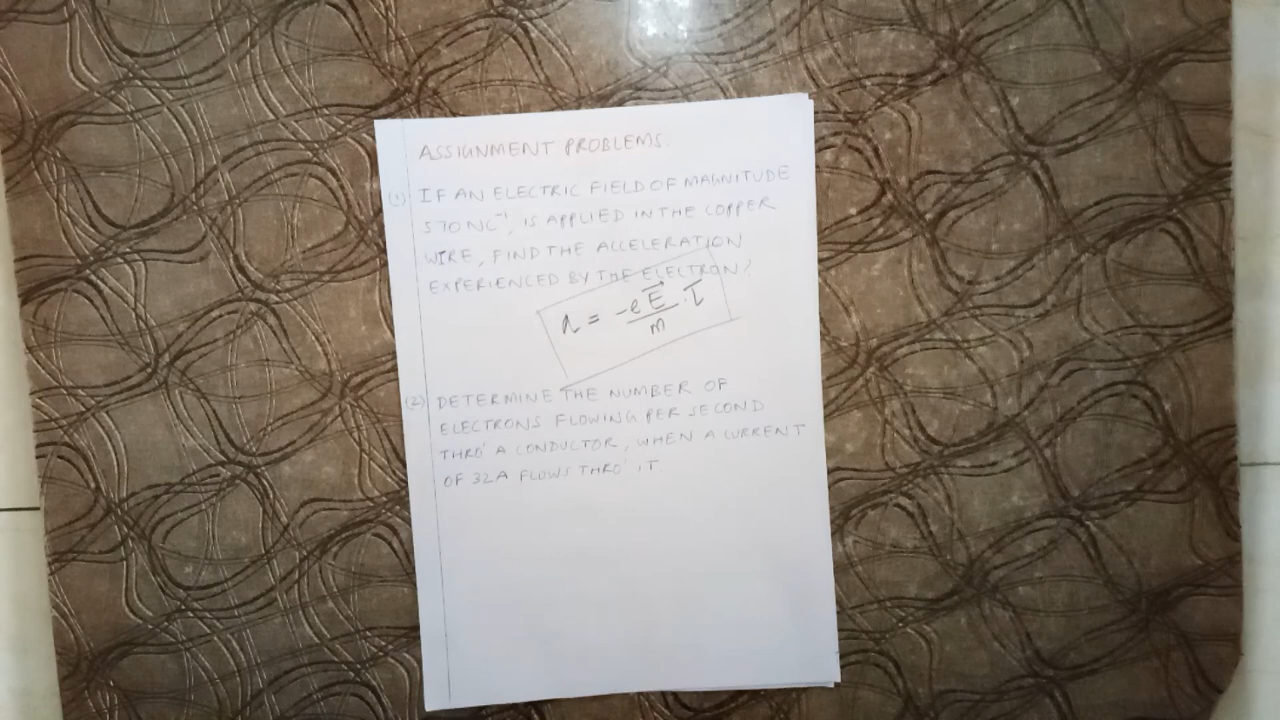 ASSIGNMENT PROBLEMS.
(1) IF AN ELECTRIC FIELD OF MAGNITUDE
570 NC⁻¹, IS APPLIED IN THE COPPER
WIRE, FIND THE ACCELERATION
EXPERIENCED BY THE ELECTRON?
a = -eE⃗/m . τ
(2) DETERMINE THE NUMBER OF
ELECTRONS FLOWING PER SECOND
THRO' A CONDUCTOR, WHEN A CURRENT
OF 32A FLOWS THRO' IT